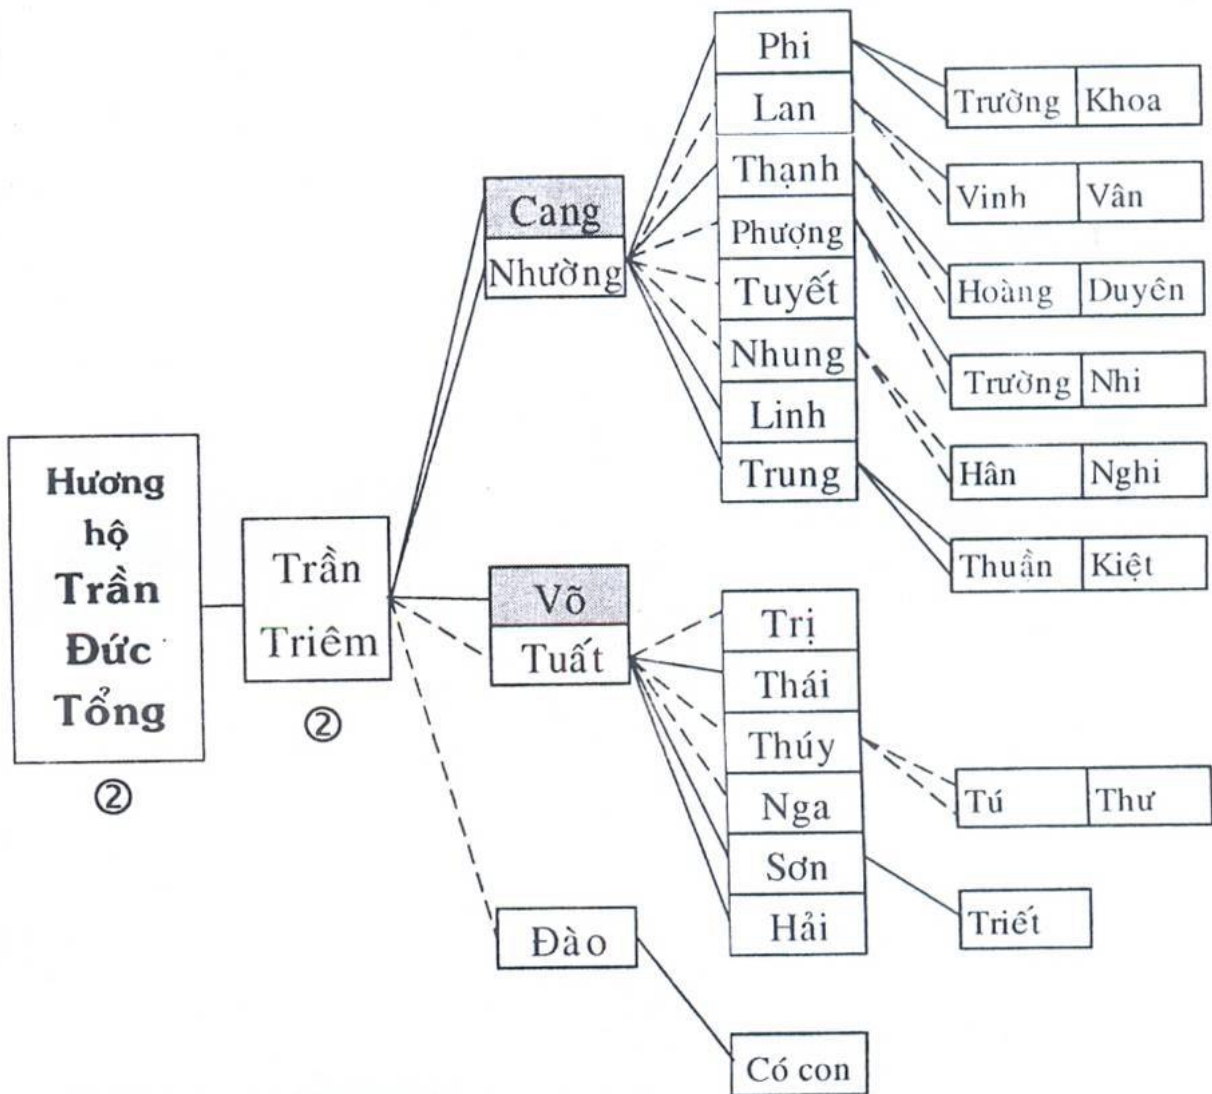 Hương
hộ
Trần
Đức
Tổng
②
Trần
Triêm
②
Cang
Nhường
Võ
Tuất
Đào
Phi
Lan
Thạnh
Phượng
Tuyết
Nhung
Linh
Trung
Trị
Thái
Thúy
Nga
Sơn
Hải
Có con
Trường Khoa
Vinh Vân
Hoàng Duyên
Trường Nhi
Hân Nghi
Thuần Kiệt
Tú Thư
Triết